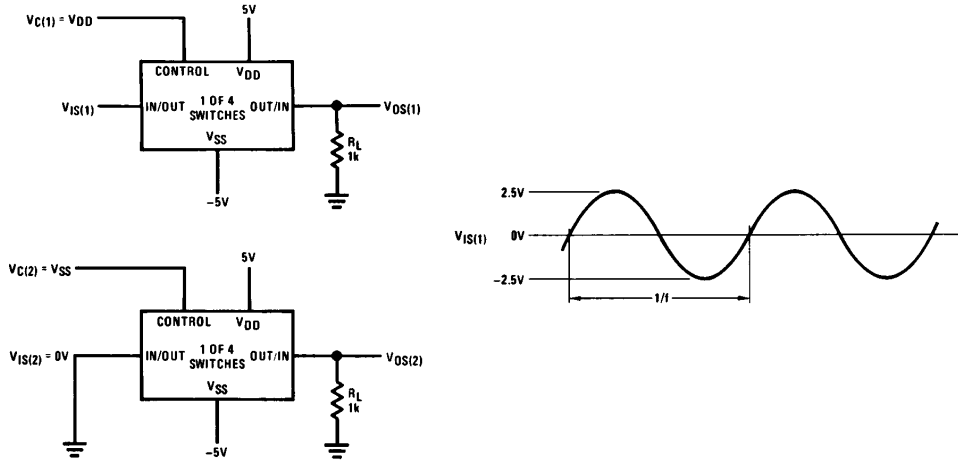 VC(1) = VDD
5V
CONTROL VDD
VIS(1)
IN/OUT 1 OF 4 OUT/IN
SWITCHES
VOS(1)
VSS
RL
1k
−5V
VC(2) = VSS
5V
CONTROL VDD
VIS(2) = 0V
IN/OUT 1 OF 4 OUT/IN
SWITCHES
VOS(2)
VSS
RL
1k
−5V
2.5V
VIS(1) 0V
−2.5V
1/f